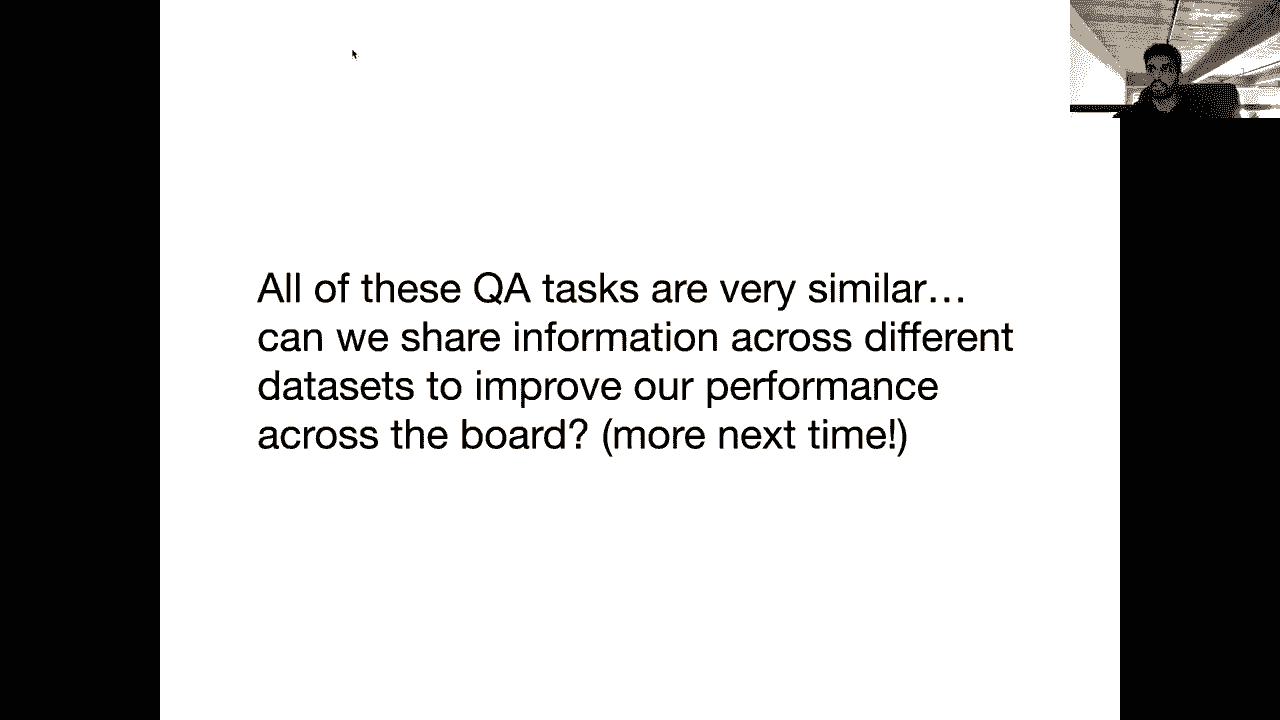 All of these QA tasks are very similar…
can we share information across different
datasets to improve our performance
across the board? (more next time!)